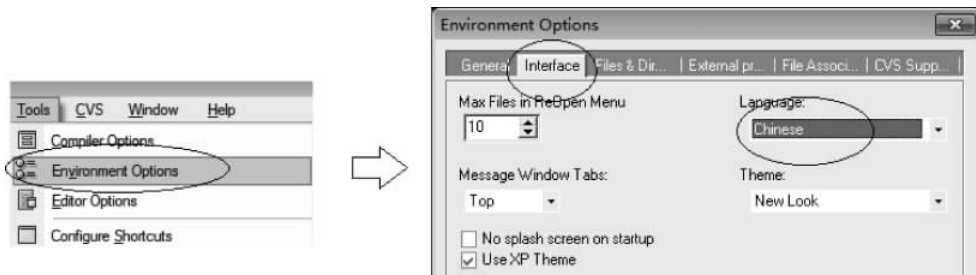 Tools CVS Window Help
Compiler Options
Environment Options
Editor Options
Configure Shortcuts
Environment Options
General Interface Files & Dir... External pr... File Associ... CVS Supp...
Max Files in ReOpen Menu Language:
10 Chinese
Message Window Tabs: Theme:
Top New Look
No splash screen on startup
Use XP Theme